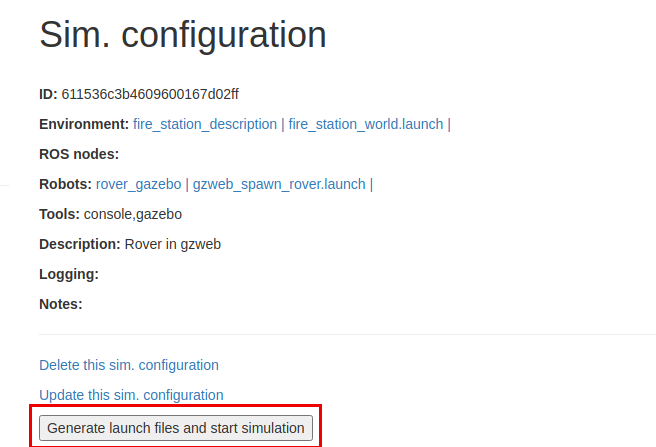 Sim. configuration
ID: 611536c3b4609600167d02ff
Environment: fire_station_description | fire_station_world.launch |
ROS nodes:
Robots: rover_gazebo | gzweb_spawn_rover.launch |
Tools: console,gazebo
Description: Rover in gzweb
Logging:
Notes:
Delete this sim. configuration
Update this sim. configuration
Generate launch files and start simulation